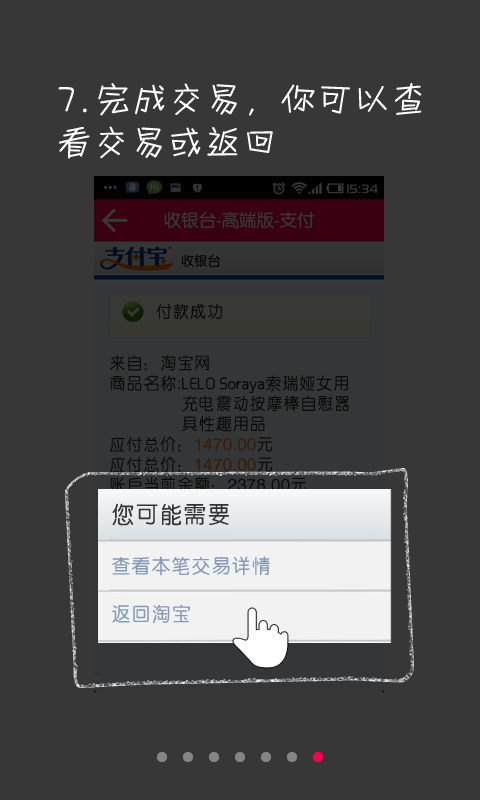 7.完成交易，你可以查
看交易或返回
15:34
收银台-高端版-支付
支付宝™ 收银台
付款成功
来自：淘宝网
商品名称:LELO Soraya索瑞娅女用
充电震动按摩棒自慰器
具性趣用品
应付总价：1470.00元
应付总价：1470.00元
账户当前余额：2378.00元
您可能需要
查看本笔交易详情
返回淘宝